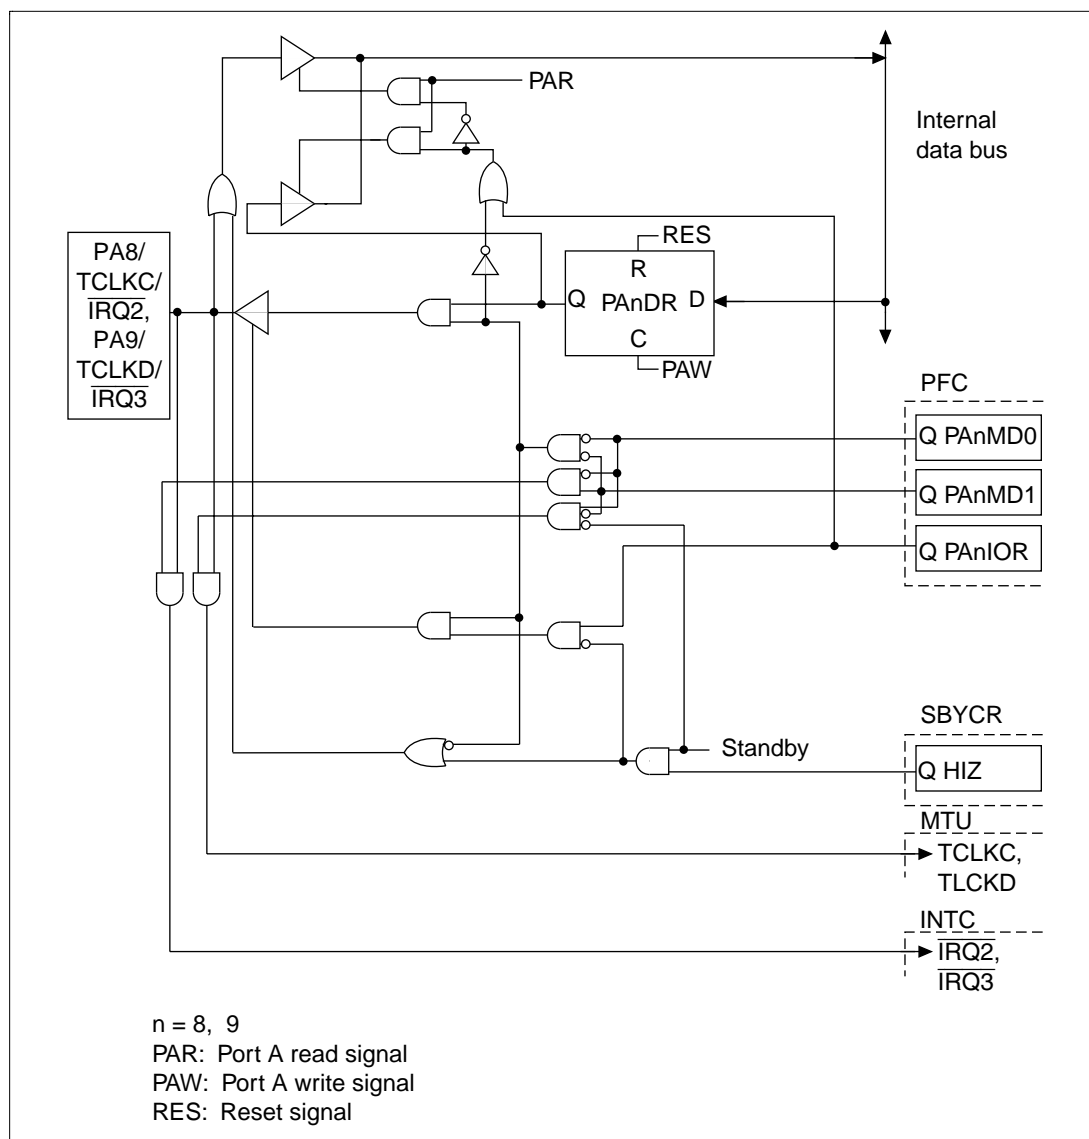 PAR
Internal
data bus
RES
R
Q PAnDR D
C
PAW
PA8/
TCLKC/
IRQ2,
PA9/
TCLKD/
IRQ3
PFC
Q PAnMD0
Q PAnMD1
Q PAnIOR
SBYCR
Standby
Q HIZ
MTU
TCLKC,
TLCKD
INTC
IRQ2,
IRQ3
n = 8, 9
PAR: Port A read signal
PAW: Port A write signal
RES: Reset signal